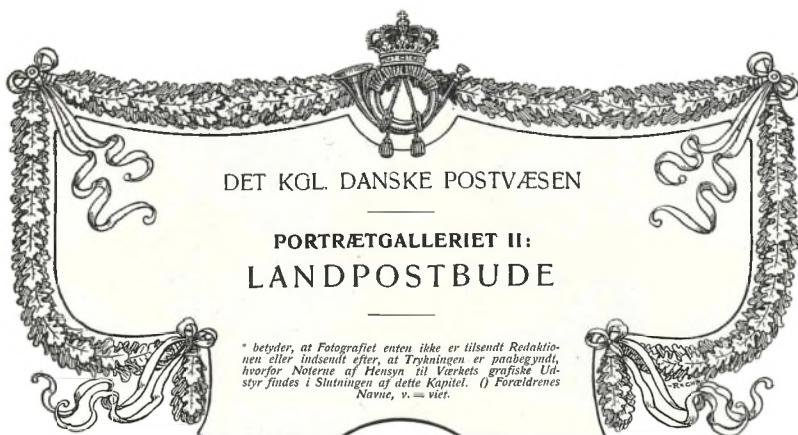 DET KGL. DANSKE POSTVÆSEN
PORTRÆTGALLERIET II:
LANDPOSTBUDE
* betyder, at Fotografiet enten ikke er tilsendt Redaktio-
nen eller indsendt efter, at Trykningen er paabegyndt,
hvorfor Noterne af Hensyn til Værkets grafiske Ud-
styr findes i Slutningen af dette Kapitel. () Forældrenes
Navne, v. = viet.